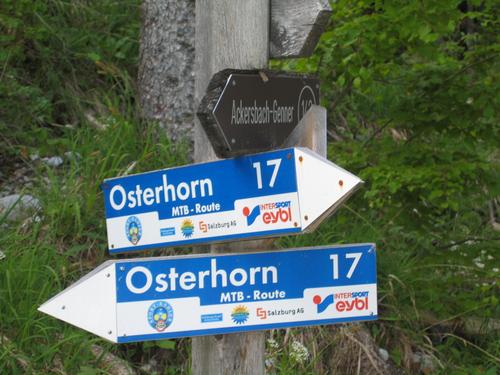 Ackersbach-Genner
Osterhorn 17
MTB - Route
Salzburg AG INTERSPORT
eybl
Osterhorn 17
MTB - Route
Salzburg AG INTERSPORT
eybl